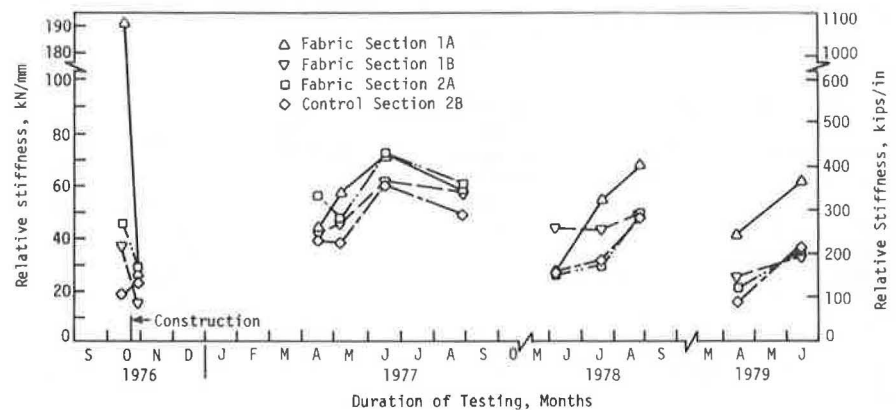 190
180
100
80
60
40
20
0
Relative stiffness, kN/mm
△ Fabric Section 1A
▽ Fabric Section 1B
□ Fabric Section 2A
◇ Control Section 2B
1100
1000
600
500
400
300
200
100
0
Relative Stiffness, kips/in
Construction
S O N D J F M A M J J A S O M J J A S M A M J
1976 1977 1978 1979
Duration of Testing, Months